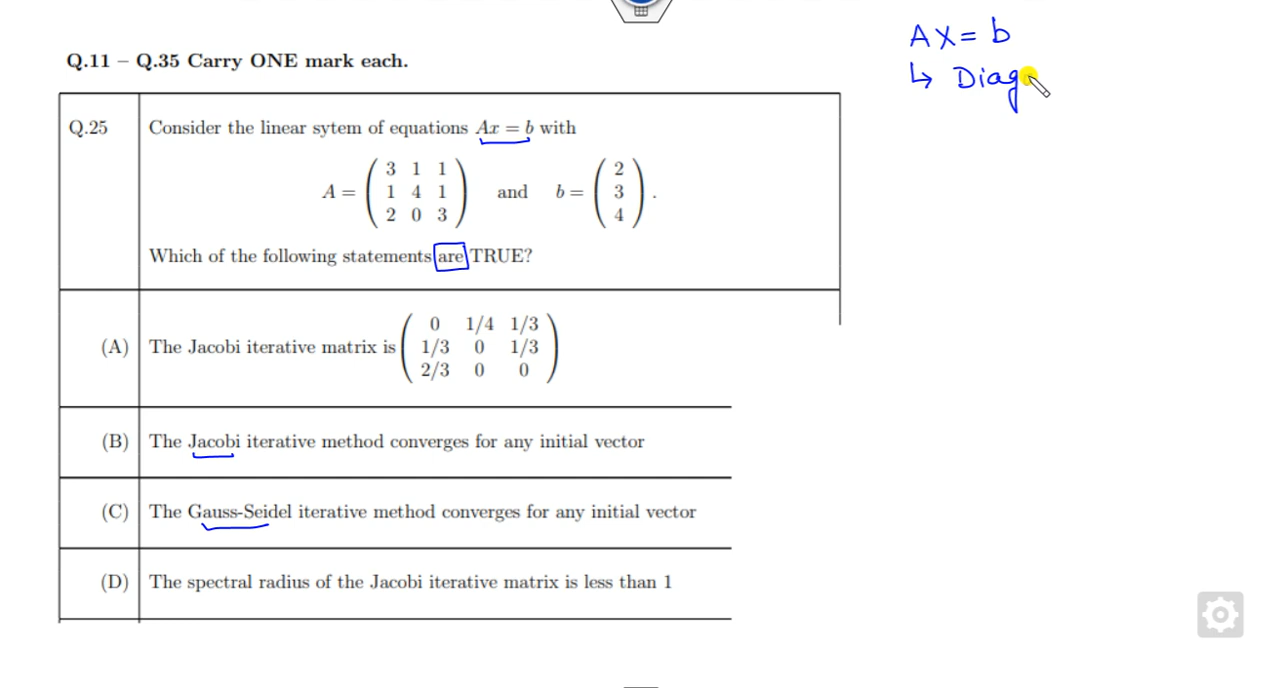 AX = b
↳ Diag
Q.11 – Q.35 Carry ONE mark each.
Q.25 Consider the linear sytem of equations Ax = b with
A = ( 3 1 1
1 4 1
2 0 3 ) and b = ( 2
3
4 ) .
Which of the following statements are TRUE?
(A) The Jacobi iterative matrix is ( 0 1/4 1/3
1/3 0 1/3
2/3 0 0 )
(B) The Jacobi iterative method converges for any initial vector
(C) The Gauss-Seidel iterative method converges for any initial vector
(D) The spectral radius of the Jacobi iterative matrix is less than 1